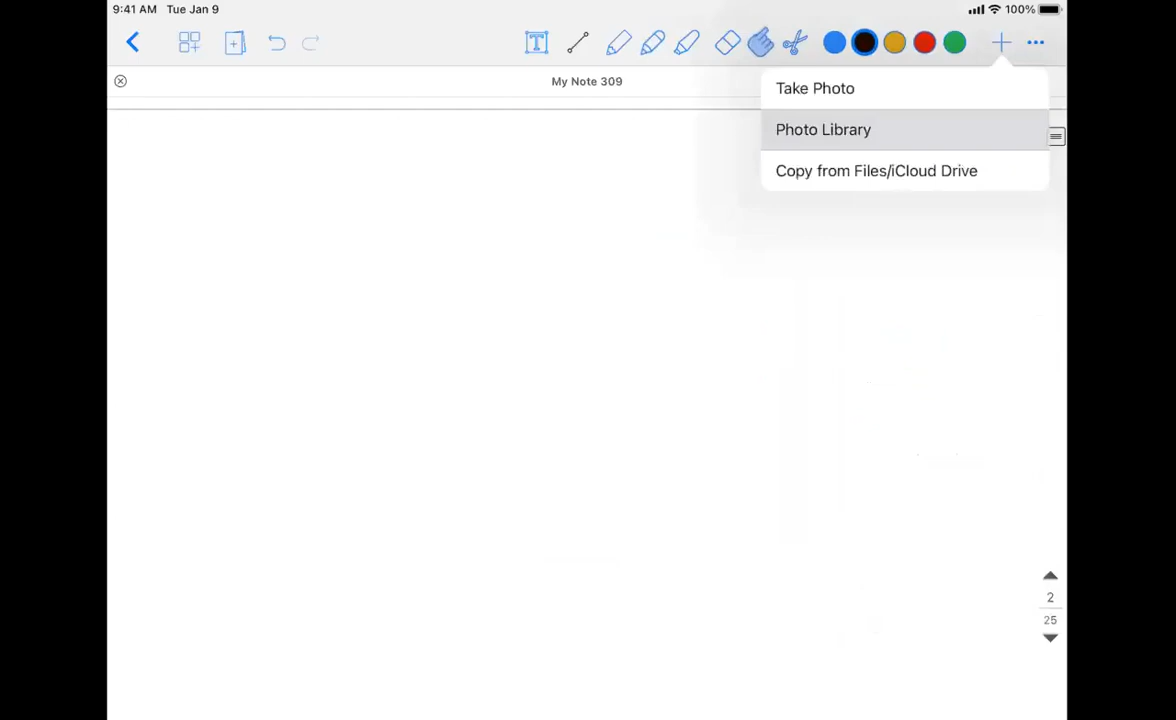 9:41 AM Tue Jan 9 100%
T
My Note 309
Take Photo
Photo Library
Copy from Files/iCloud Drive
2
25